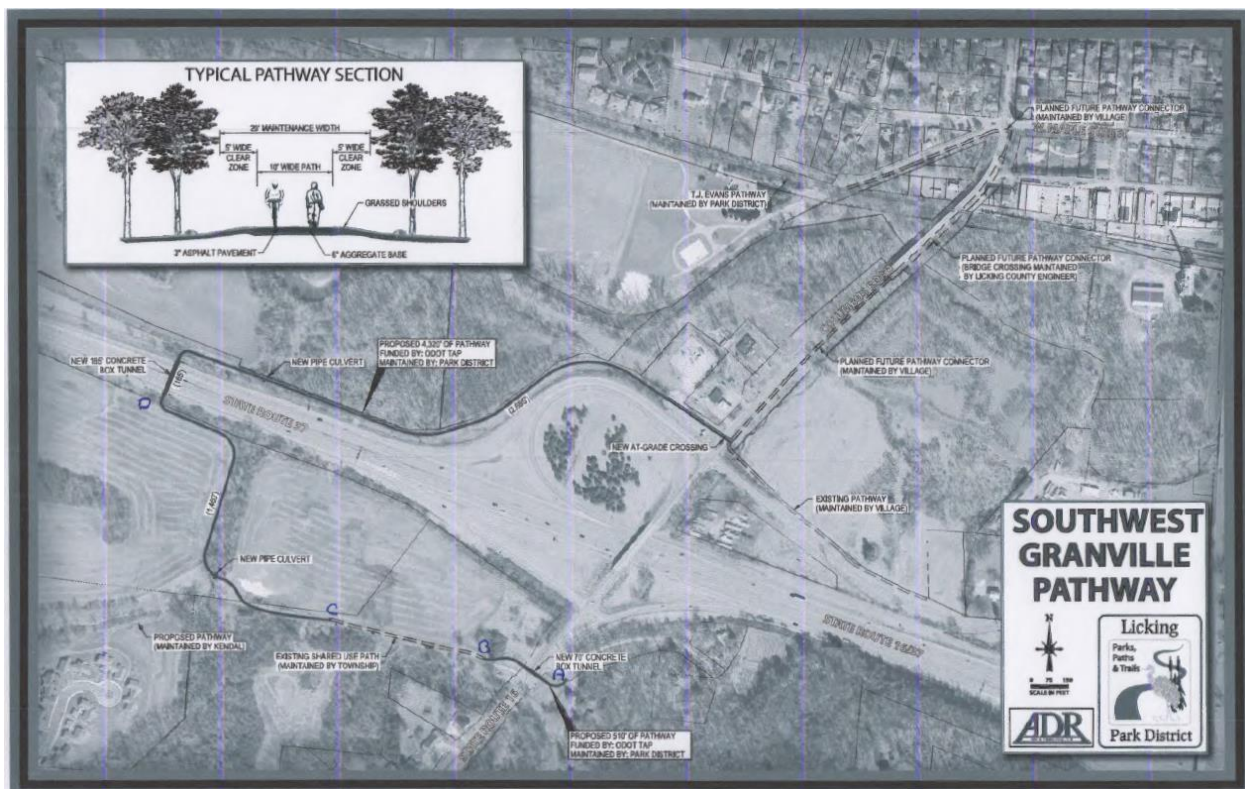 TYPICAL PATHWAY SECTION
20' MAINTENANCE WIDTH
5' WIDE
CLEAR
ZONE
5' WIDE
CLEAR
ZONE
10' WIDE PATH
GRASSED SHOULDERS
3" ASPHALT PAVEMENT
6" AGGREGATE BASE
PLANNED FUTURE PATHWAY CONNECTOR
(MAINTAINED BY VILLAGE)
T.J. EVANS PATHWAY
(MAINTAINED BY PARK DISTRICT)
PLANNED FUTURE PATHWAY CONNECTOR
(BRIDGE CROSSING MAINTAINED
BY LICKING COUNTY ENGINEER)
PROPOSED 4,320' OF PATHWAY
FUNDED BY: ODOT TAP
MAINTAINED BY: PARK DISTRICT
NEW PIPE CULVERT
NEW 185' CONCRETE
BOX TUNNEL
(185')
D
STATE ROUTE 37
PLANNED FUTURE PATHWAY CONNECTOR
(MAINTAINED BY VILLAGE)
NEW AT-GRADE CROSSING
EXISTING PATHWAY
(MAINTAINED BY VILLAGE)
NEW PIPE CULVERT
C
PROPOSED PATHWAY
(MAINTAINED BY KENDAL)
EXISTING SHARED USE PATH
(MAINTAINED BY TOWNSHIP)
B
NEW 70' CONCRETE
BOX TUNNEL
A
STATE ROUTE
PROPOSED 510' OF PATHWAY
FUNDED BY: ODOT TAP
MAINTAINED BY: PARK DISTRICT
SOUTHWEST
GRANVILLE
PATHWAY
N
0 75 150
SCALE IN FEET
ADR
Licking
Parks,
Paths
& Trails
Park District